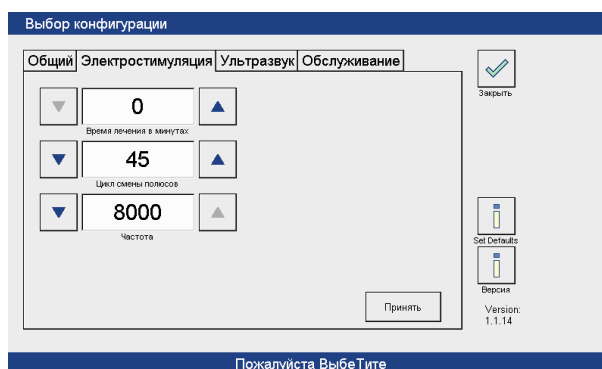 Выбор конфигурации
Общий Электростимуляция Ультразвук Обслуживание
Закрыть
0
Время лечения в минутах
45
Цикл смены полюсов
8000
Частота
Set Defaults
Версия
Принять
Version:
1.1.14
Пожалуйста ВыбеТите